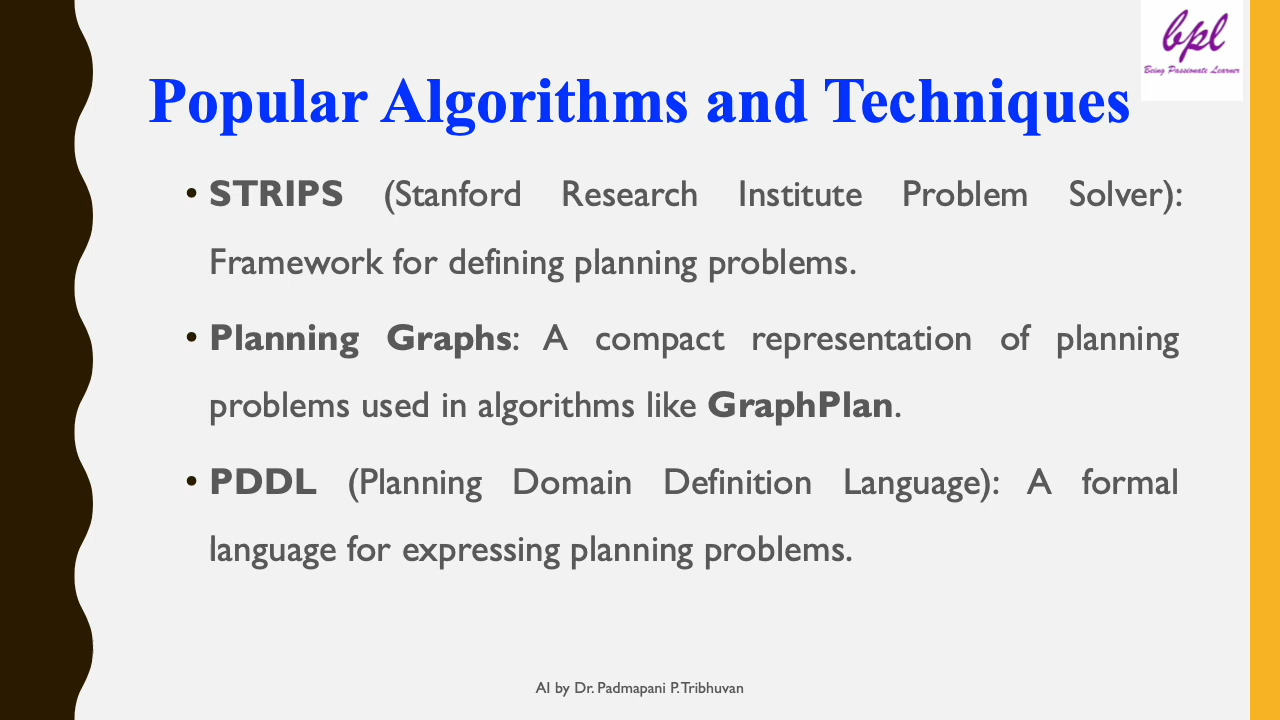 bpl
Being Passionate Learner
Popular Algorithms and Techniques
• STRIPS (Stanford Research Institute Problem Solver):
Framework for defining planning problems.
• Planning Graphs: A compact representation of planning
problems used in algorithms like GraphPlan.
• PDDL (Planning Domain Definition Language): A formal
language for expressing planning problems.
AI by Dr. Padmapani P. Tribhuvan